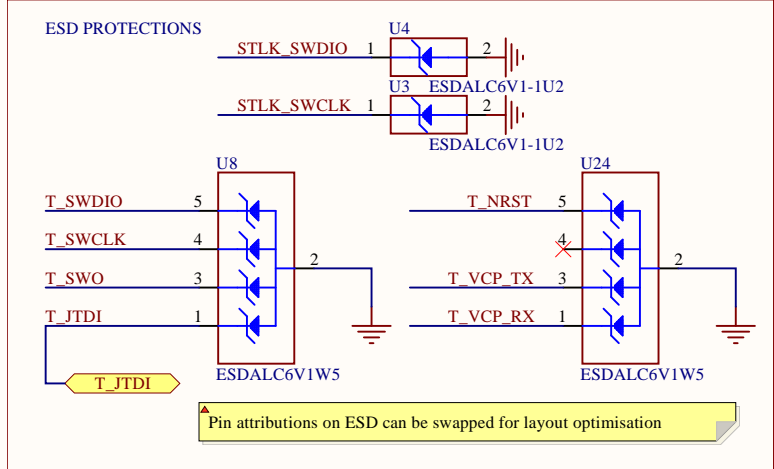 ESD PROTECTIONS
U4
STLK_SWDIO 1 2
ESDALC6V1-1U2
U3
STLK_SWCLK 1 2
ESDALC6V1-1U2
U8
T_SWDIO 5
T_SWCLK 4
T_SWO 3
T_JTDI 1
2
ESDALC6V1W5
T_JTDI
U24
T_NRST 5
4
T_VCP_TX 3
T_VCP_RX 1
2
ESDALC6V1W5
Pin attributions on ESD can be swapped for layout optimisation